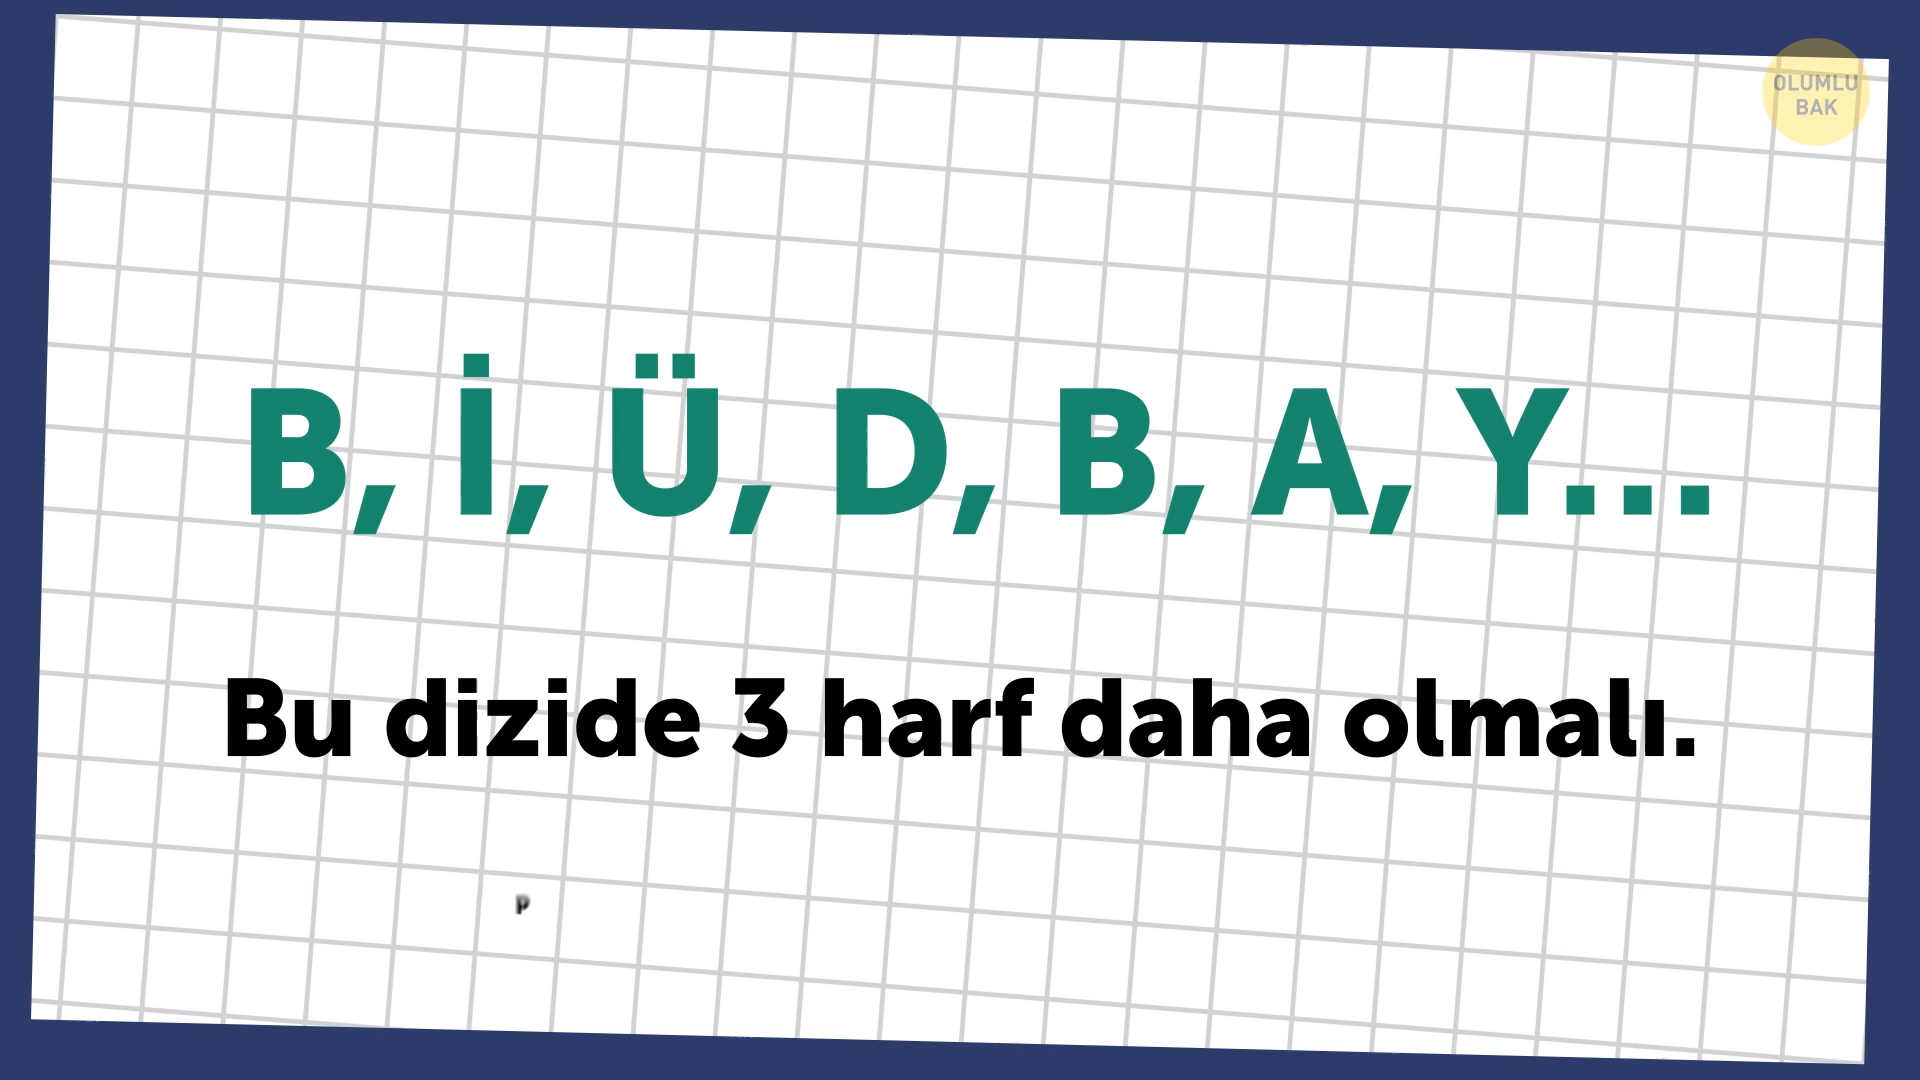 OLUMLU
BAK
B, İ, Ü, D, B, A, Y...
Bu dizide 3 harf daha olmalı.
p